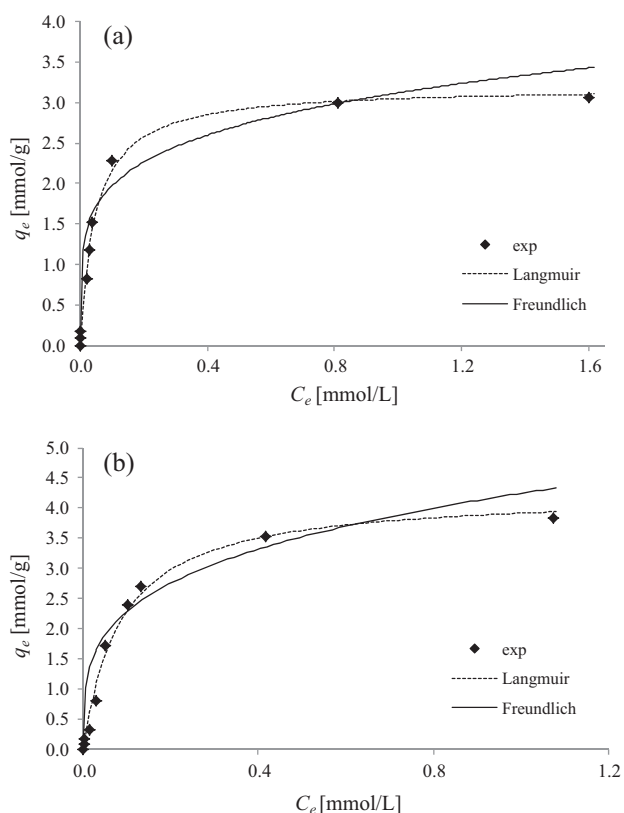 (a)
4.0
3.5
3.0
2.5
2.0
1.5
1.0
0.5
0.0
qe [mmol/g]
exp
Langmuir
Freundlich
0.0 0.4 0.8 1.2 1.6
Ce [mmol/L]
(b)
5.0
4.5
4.0
3.5
3.0
2.5
2.0
1.5
1.0
0.5
0.0
qe [mmol/g]
exp
Langmuir
Freundlich
0.0 0.4 0.8 1.2
Ce [mmol/L]